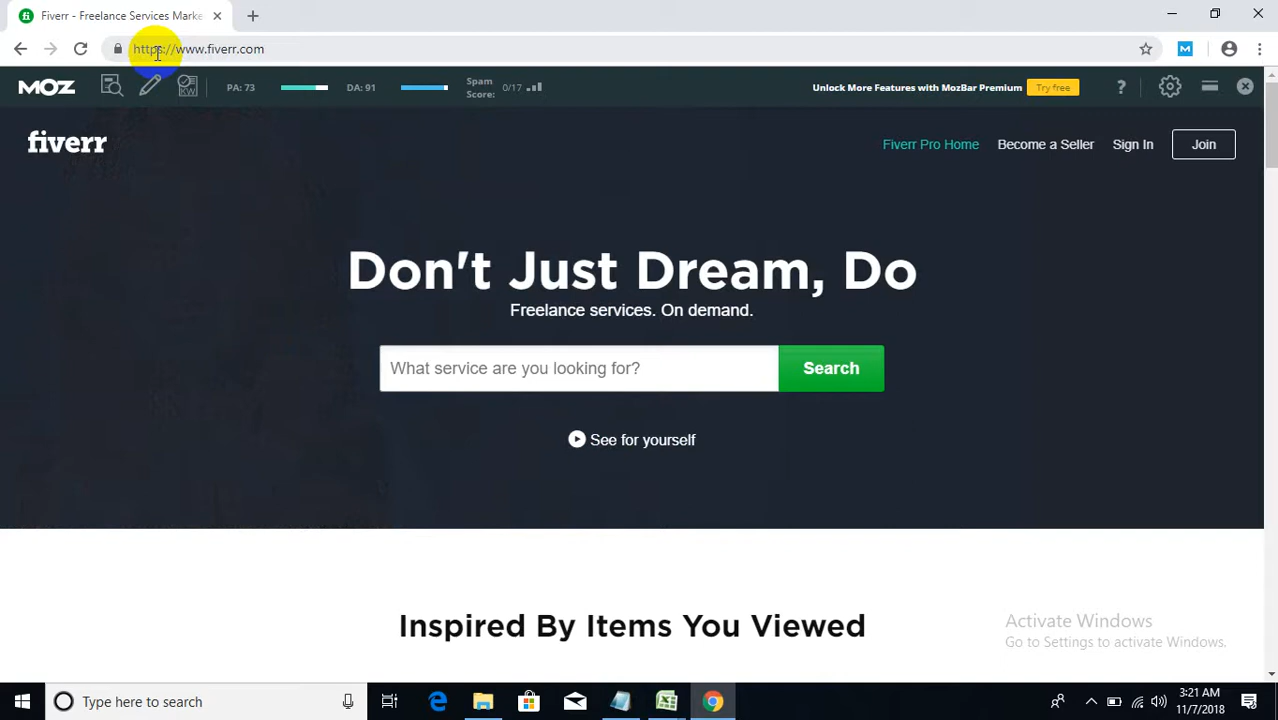 Fiverr - Freelance Services Marke
https://www.fiverr.com
M
MOZ
KW
PA: 73
DA: 91
Spam Score: 0/17
Unlock More Features with MozBar Premium
Try free
?
fiverr
Fiverr Pro Home
Become a Seller
Sign In
Join
Don't Just Dream, Do
Freelance services. On demand.
What service are you looking for?
Search
See for yourself
Inspired By Items You Viewed
Activate Windows
Go to Settings to activate Windows.
Type here to search
3:21 AM
11/7/2018